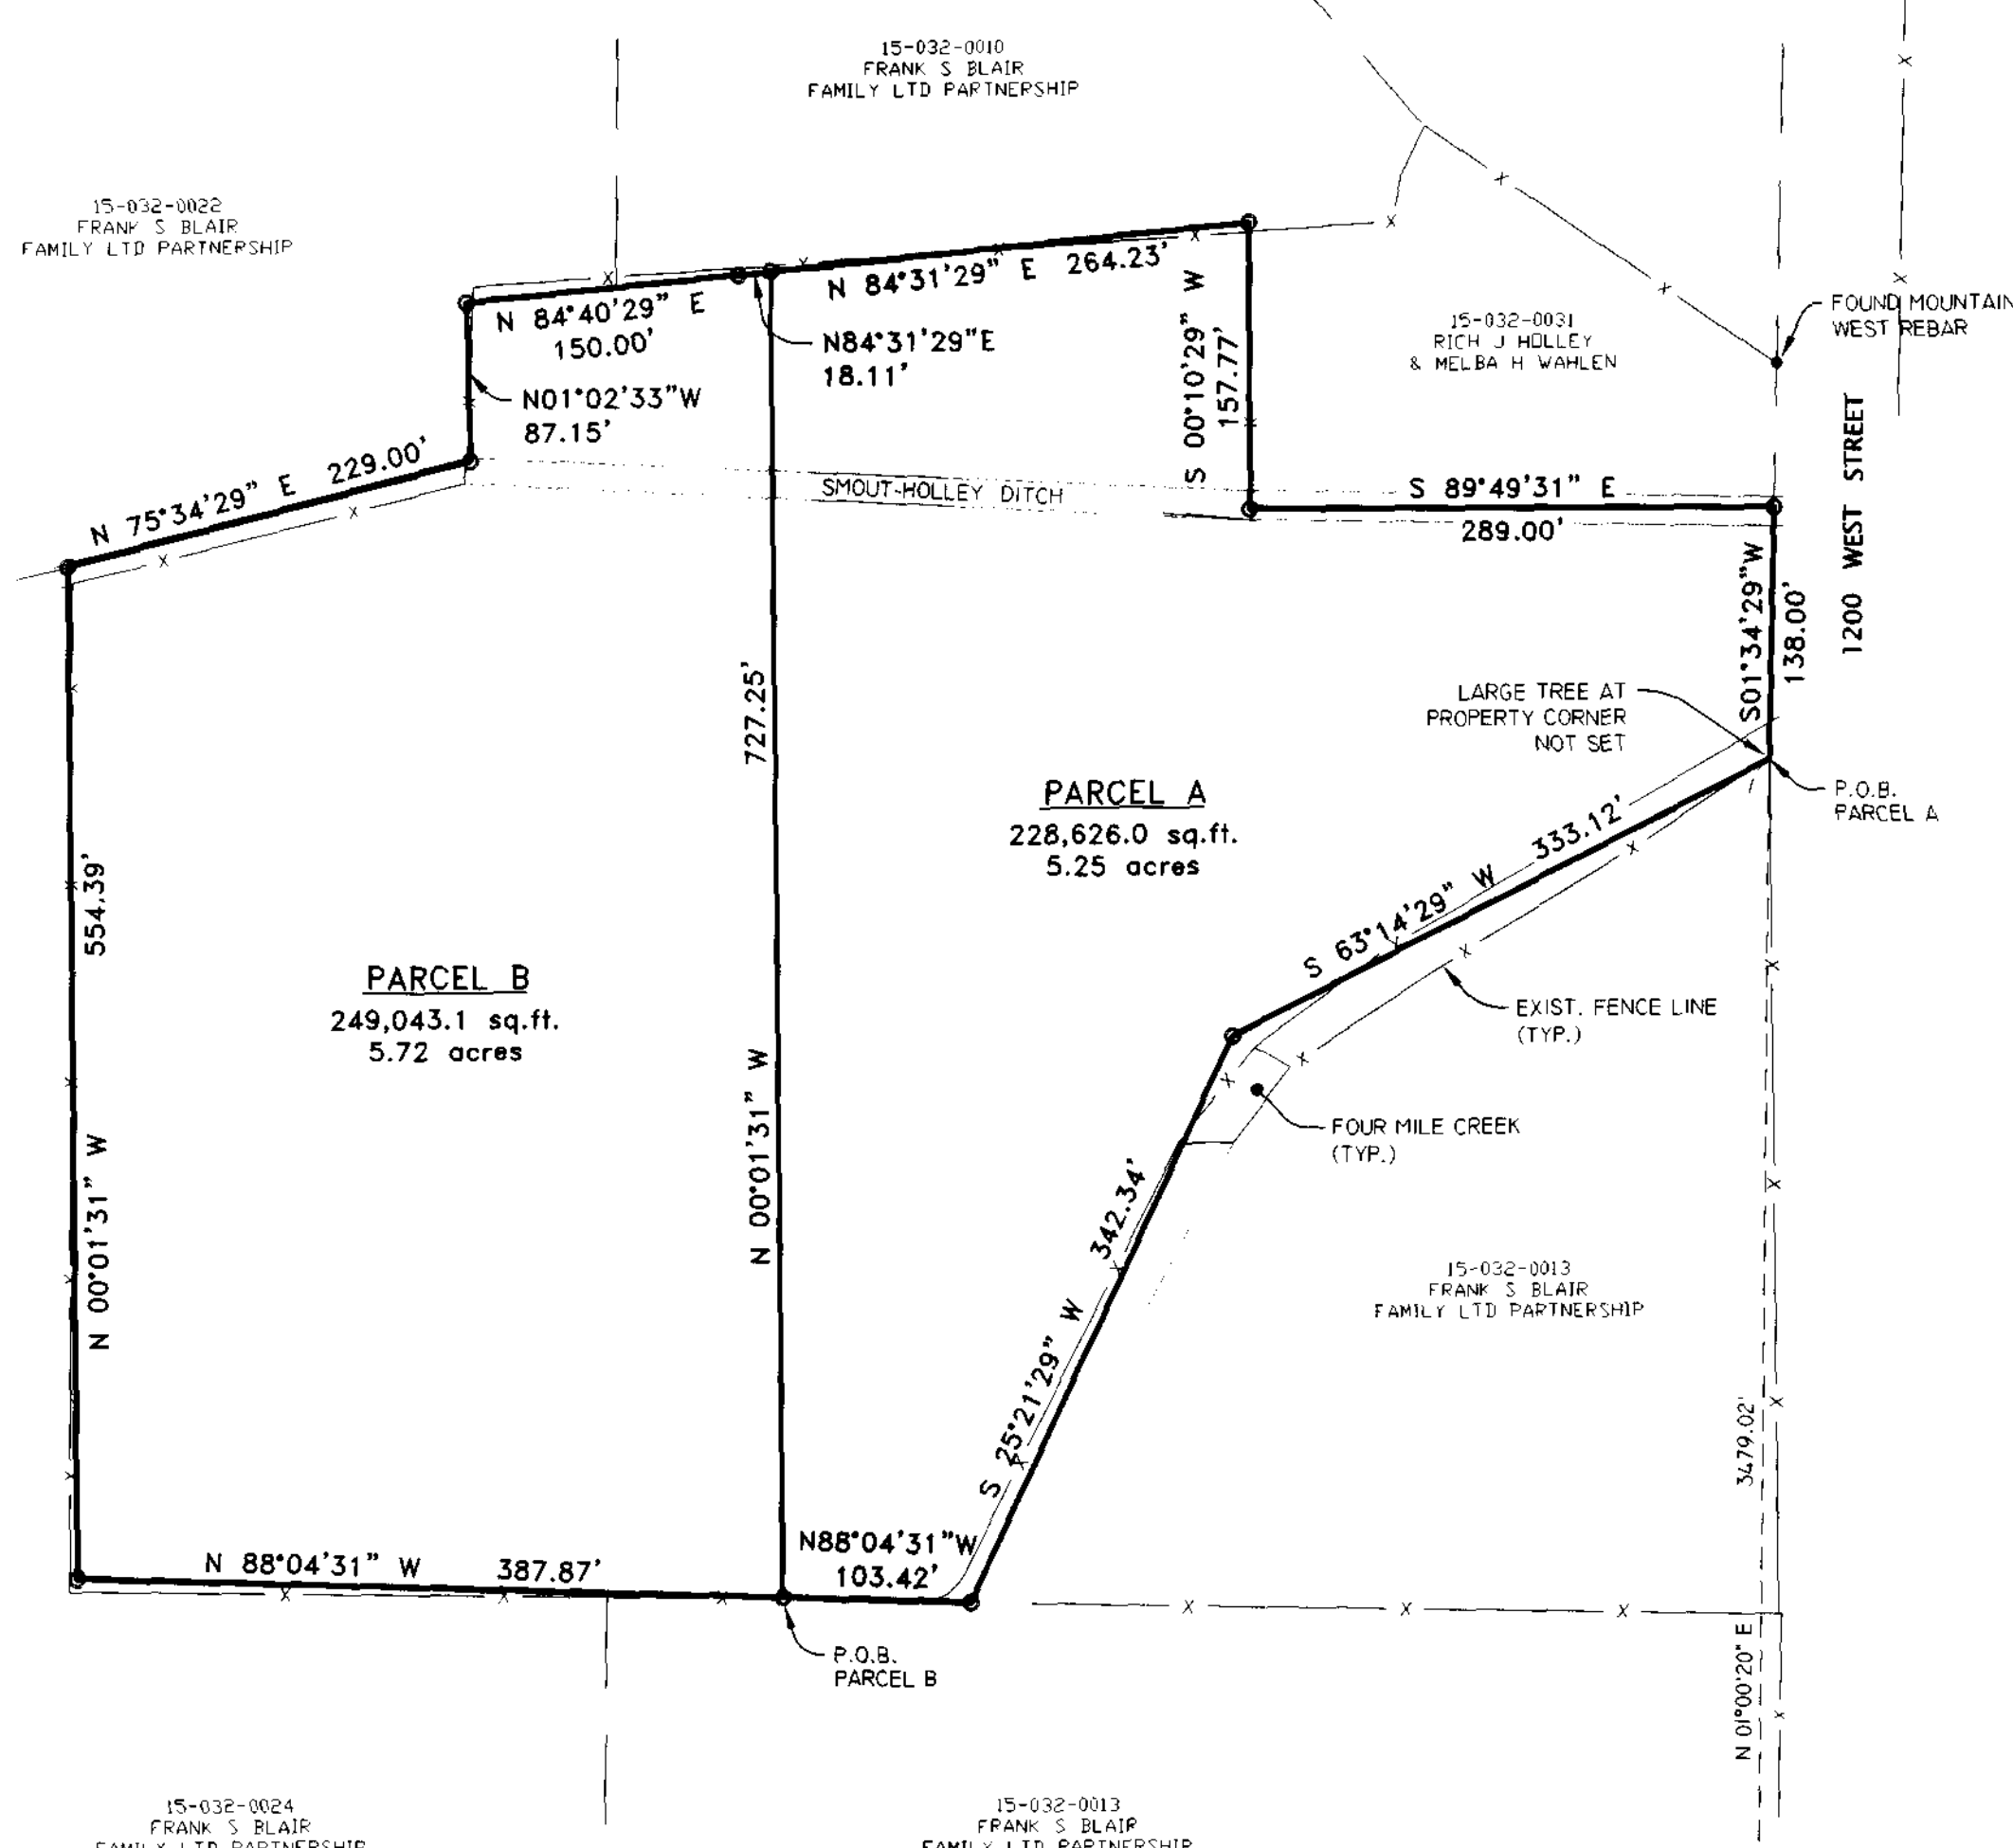 15-032-0010
FRANK S BLAIR
FAMILY LTD PARTNERSHIP
15-032-0022
FRANK S BLAIR
FAMILY LTD PARTNERSHIP
N 84°31'29" E 264.23'
N 84°40'29" E
150.00'
N84°31'29"E
18.11'
N01°02'33"W
87.15'
S 00°10'29" W
157.77'
15-032-0031
RICH J HOLLEY
& MELBA H WAHLEN
FOUND MOUNTAIN
WEST REBAR
1200 WEST STREET
N 75°34'29" E 229.00'
SMOUT-HOLLEY DITCH
S 89°49'31" E
289.00'
S01°34'29"W
138.00'
LARGE TREE AT
PROPERTY CORNER
NOT SET
P.O.B.
PARCEL A
727.25'
N 00°01'31" W
PARCEL A
228,626.0 sq.ft.
5.25 acres
S 63°14'29" W 333.12'
554.39'
N 00°01'31" W
PARCEL B
249,043.1 sq.ft.
5.72 acres
EXIST. FENCE LINE
(TYP.)
FOUR MILE CREEK
(TYP.)
S 25°21'29" W 342.34'
15-032-0013
FRANK S BLAIR
FAMILY LTD PARTNERSHIP
3479.02'
N 01°00'20" E
N 88°04'31" W 387.87'
N88°04'31"W
103.42'
P.O.B.
PARCEL B
15-032-0024
FRANK S BLAIR
FAMILY LTD PARTNERSHIP
15-032-0013
FRANK S BLAIR
FAMILY LTD PARTNERSHIP